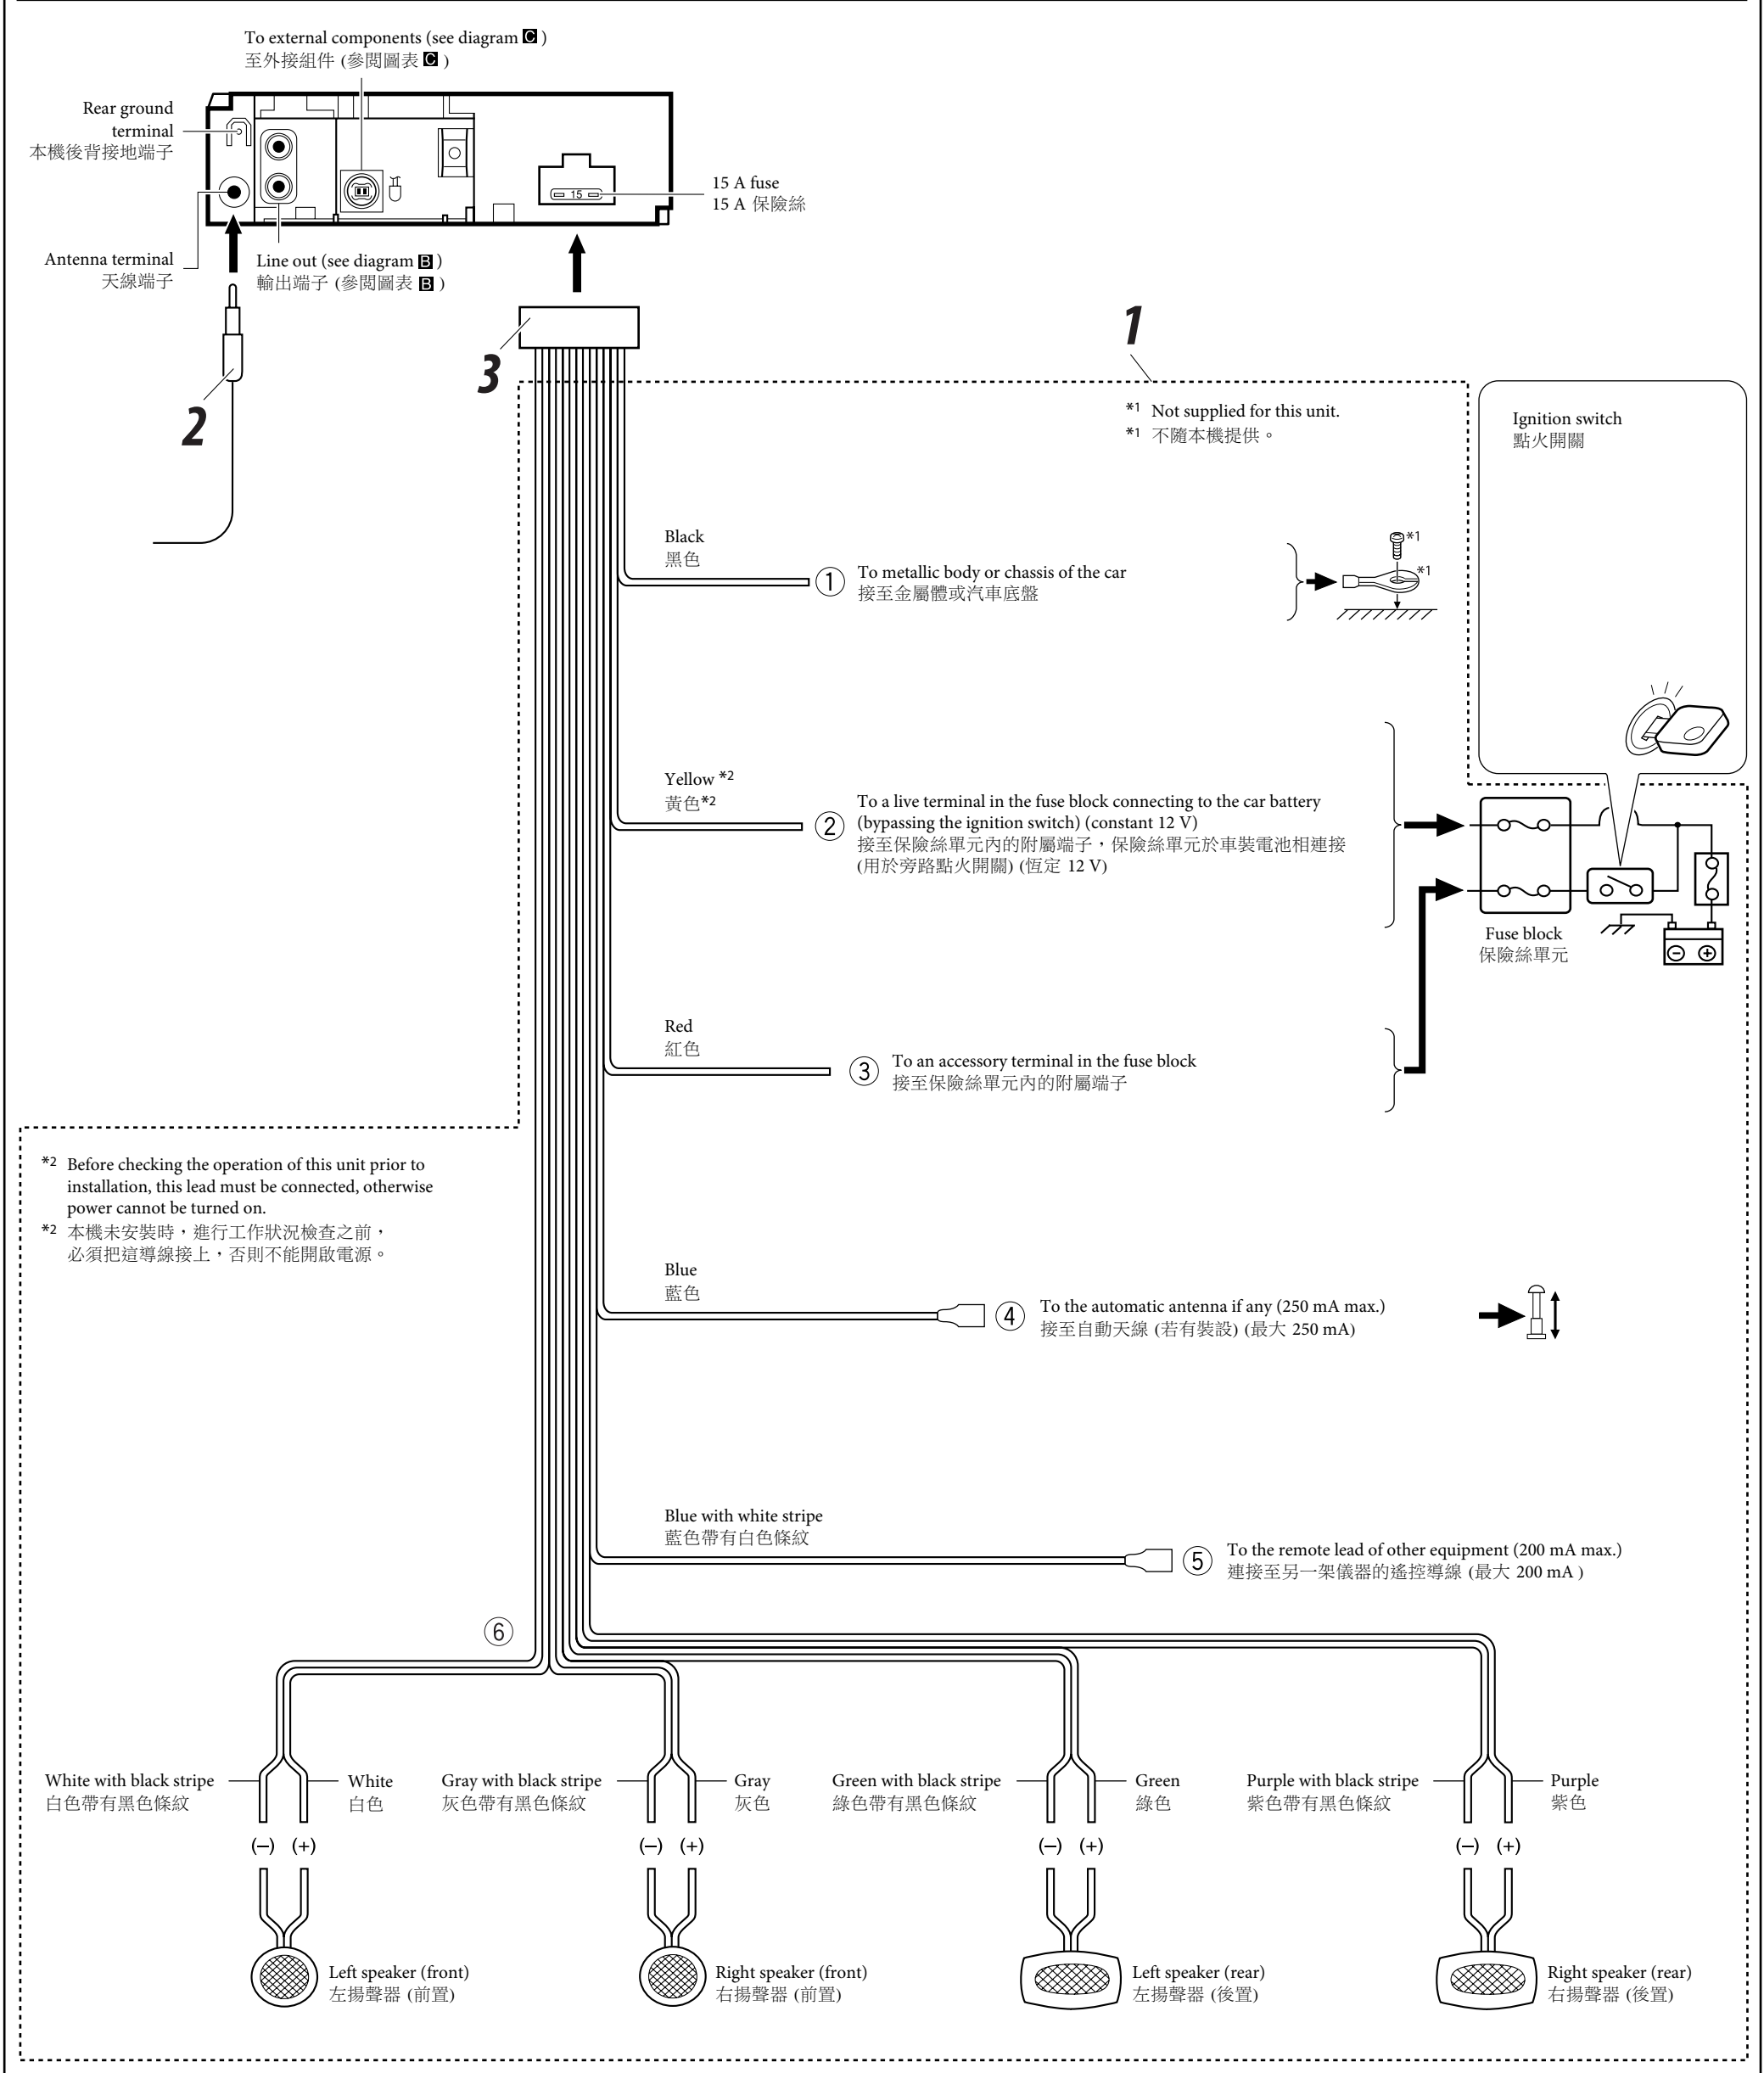 To external components (see diagram C )
至外接組件 (參閱圖表 C )
Rear ground
terminal
本機後背接地端子
15
15 A fuse
15 A 保險絲
Antenna terminal
天線端子
Line out (see diagram B )
輸出端子 (參閱圖表 B )
1
2
3
*1 Not supplied for this unit.
*1 不隨本機提供。
Ignition switch
點火開關
Black
黑色
① To metallic body or chassis of the car
接至金屬體或汽車底盤
*1
*1
Yellow *2
黃色*2
② To a live terminal in the fuse block connecting to the car battery
(bypassing the ignition switch) (constant 12 V)
接至保險絲單元內的附屬端子，保險絲單元於車裝電池相連接
(用於旁路點火開關) (恆定 12 V)
Fuse block
保險絲單元
Red
紅色
③ To an accessory terminal in the fuse block
接至保險絲單元內的附屬端子
*2 Before checking the operation of this unit prior to
installation, this lead must be connected, otherwise
power cannot be turned on.
*2 本機未安裝時，進行工作狀況檢查之前，
必須把這導線接上，否則不能開啟電源。
Blue
藍色
④ To the automatic antenna if any (250 mA max.)
接至自動天線 (若有裝設) (最大 250 mA)
Blue with white stripe
藍色帶有白色條紋
⑤ To the remote lead of other equipment (200 mA max.)
連接至另一架儀器的遙控導線 (最大 200 mA )
⑥
White with black stripe
白色帶有黑色條紋
White
白色
Gray with black stripe
灰色帶有黑色條紋
Gray
灰色
Green with black stripe
綠色帶有黑色條紋
Green
綠色
Purple with black stripe
紫色帶有黑色條紋
Purple
紫色
(–) (+)
(–) (+)
(–) (+)
(–) (+)
Left speaker (front)
左揚聲器 (前置)
Right speaker (front)
右揚聲器 (前置)
Left speaker (rear)
左揚聲器 (後置)
Right speaker (rear)
右揚聲器 (後置)